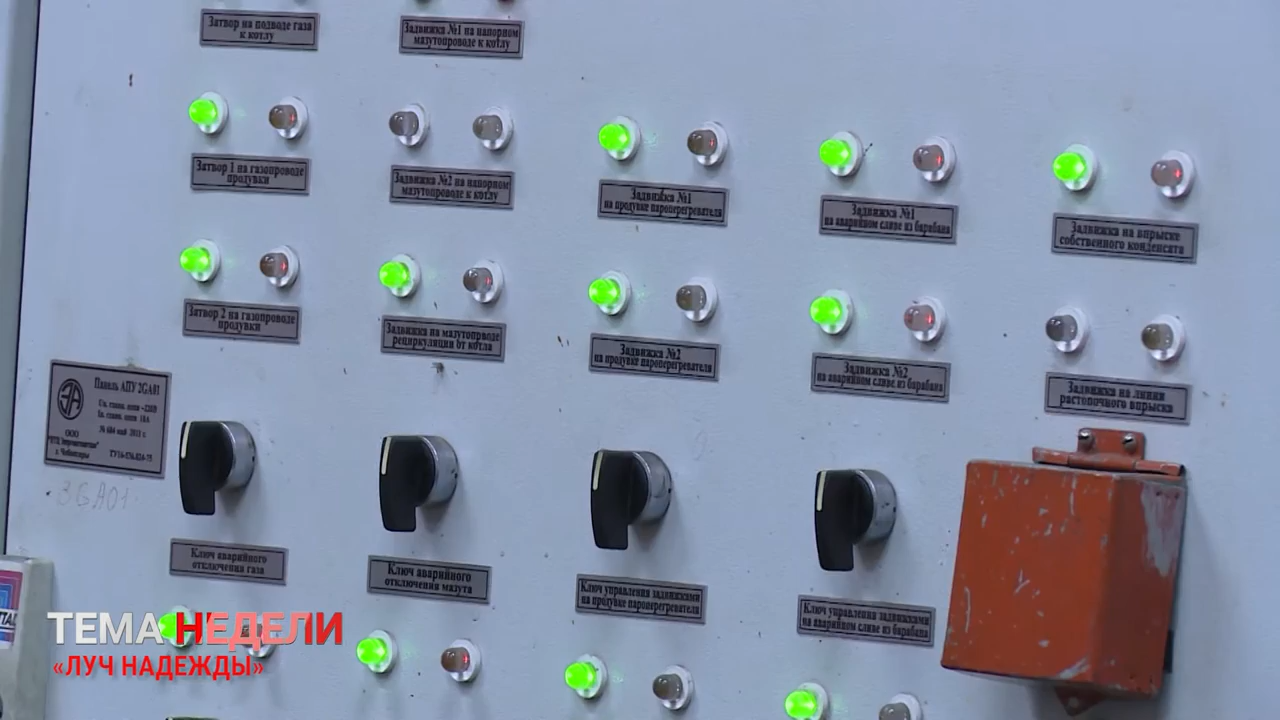 Затвор на подводе газа
к котлу
Задвижка №1 на напорном
мазутопроводе к котлу
Затвор 1 на газопроводе
продувки
Задвижка №2 на напорном
мазутопроводе к котлу
Задвижка №1
на продувке пароперегревателя
Задвижка №1
на аварийном сливе из барабана
Задвижка на впрыске
собственного конденсата
Затвор 2 на газопроводе
продувки
Задвижка на мазутопрводе
рециркуляции от котла
Задвижка №2
на продувке пароперегревателя
Задвижка №2
на аварийном сливе из барабана
Задвижка на линии
растопочного впрыска
Панель АПУ 2GA01
ООО
г. Чебоксары
3GA01
Ключ аварийного
отключения газа
Ключ аварийного
отключения мазута
Ключ управления задвижками
на продувке пароперегревателя
Ключ управления задвижками
на аварийном сливе из барабана
ТЕМА НЕДЕЛИ
«ЛУЧ НАДЕЖДЫ»